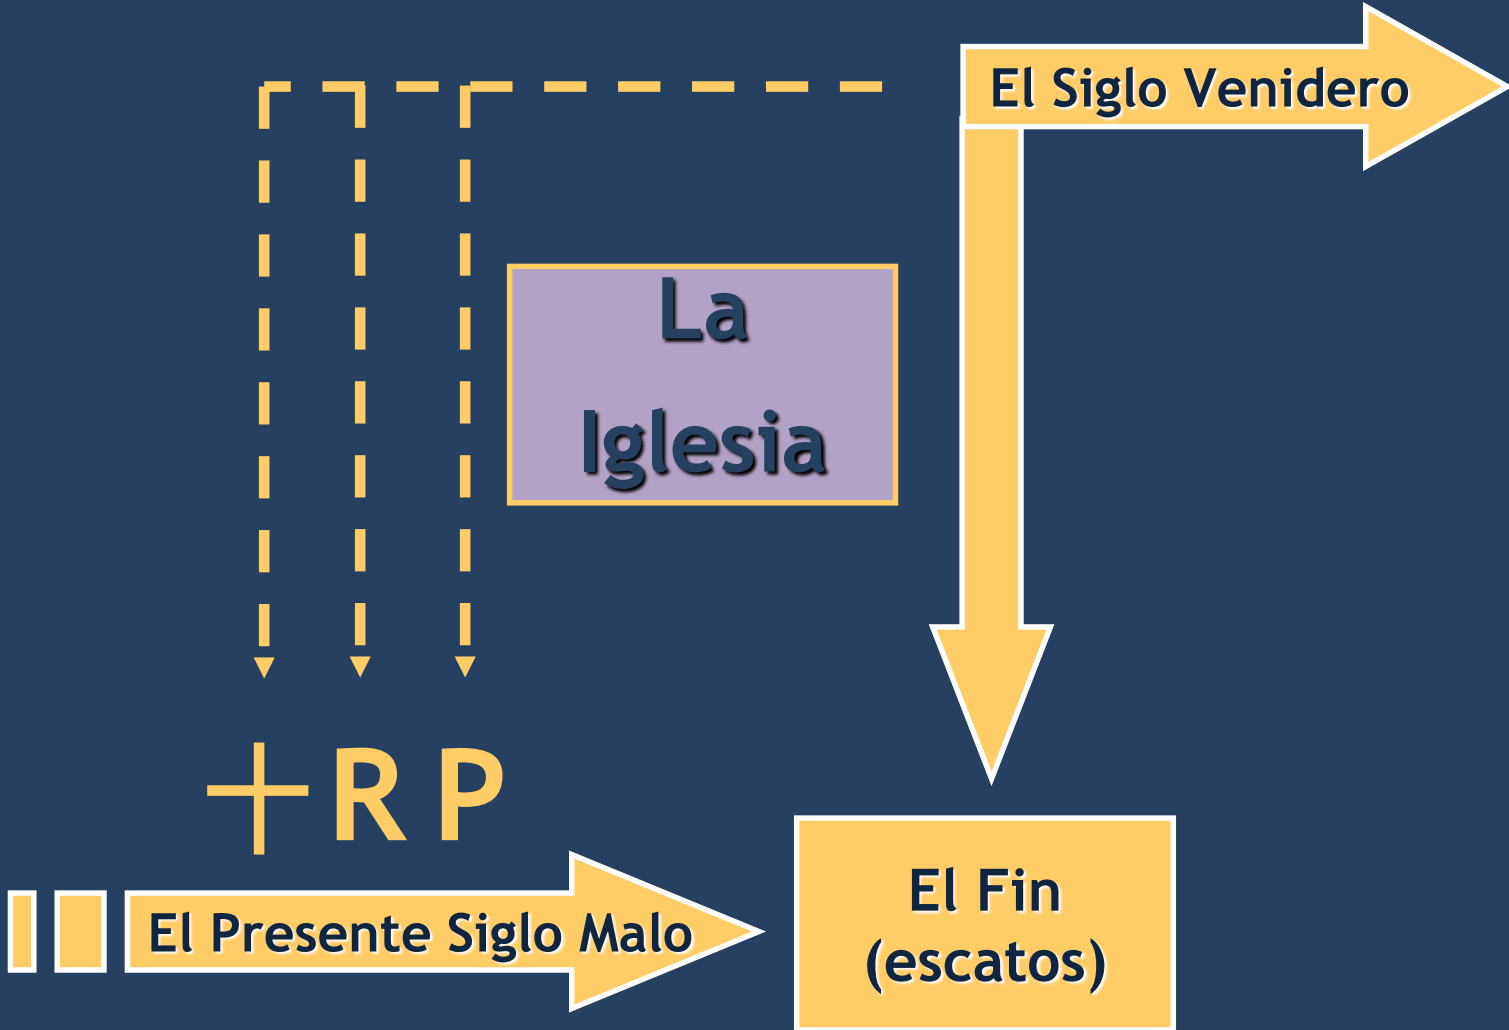 El Siglo Venidero
La
Iglesia
R P
El Presente Siglo Malo
El Fin
(escatos)